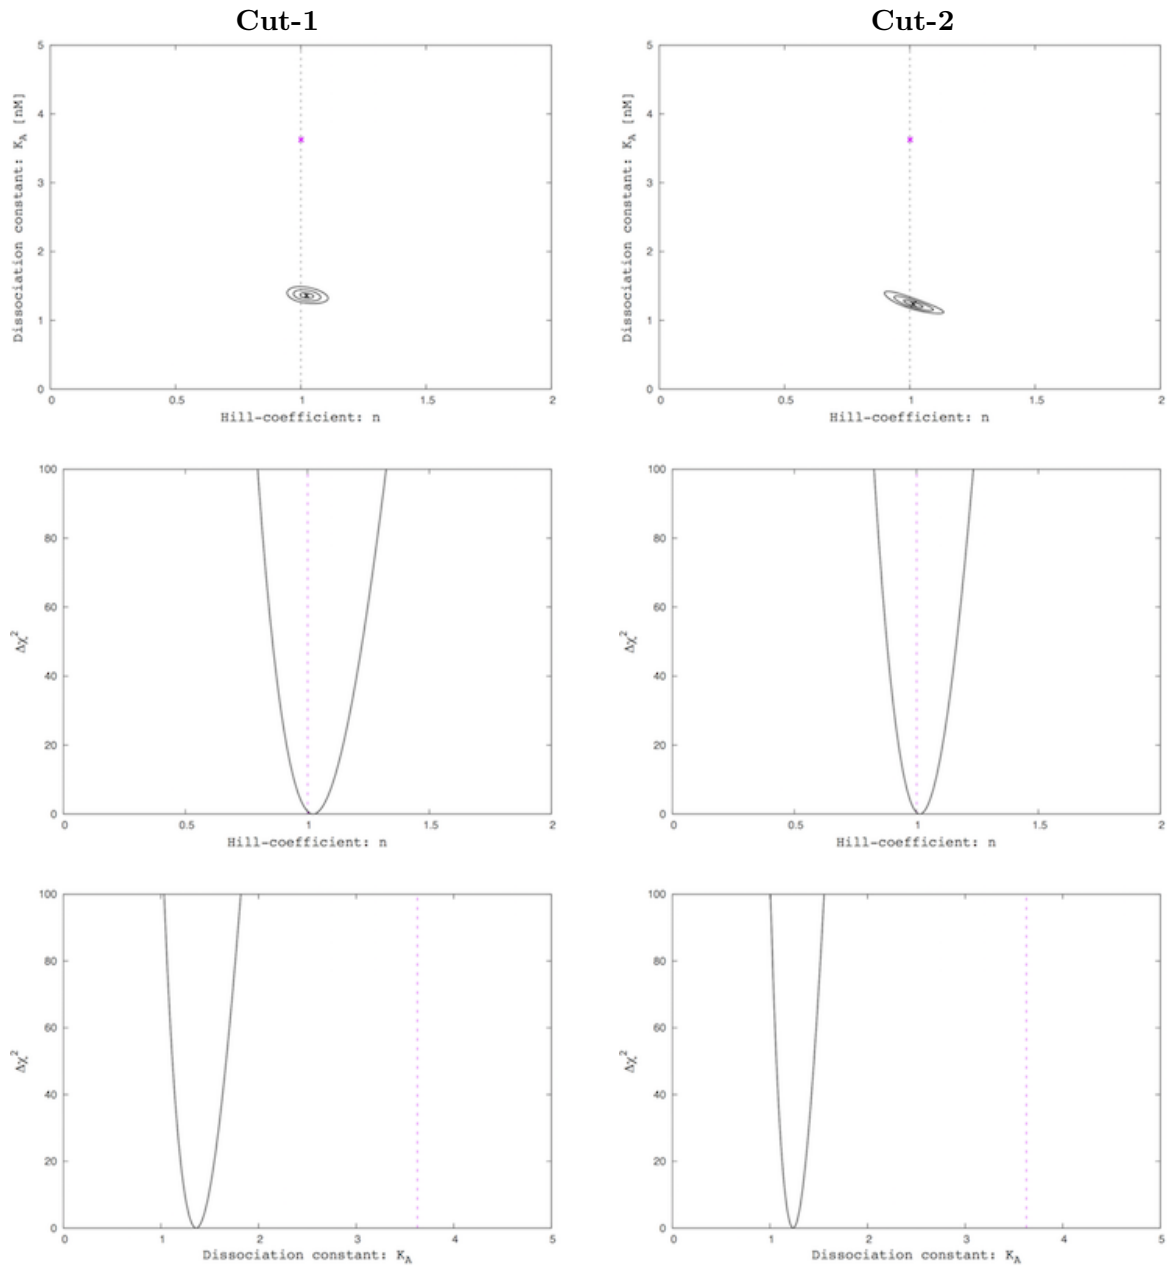 Cut-1
Cut-2
5
4
3
2
1
0
Dissociation constant: K_A [nM]
0 0.5 1 1.5 2
Hill-coefficient: n
5
4
3
2
1
0
Dissociation constant: K_A [nM]
0 0.5 1 1.5 2
Hill-coefficient: n
100
80
60
40
20
0
Δχ²
0 0.5 1 1.5 2
Hill-coefficient: n
100
80
60
40
20
0
Δχ²
0 0.5 1 1.5 2
Hill-coefficient: n
100
80
60
40
20
0
Δχ²
0 1 2 3 4 5
Dissociation constant: K_A
100
80
60
40
20
0
Δχ²
0 1 2 3 4 5
Dissociation constant: K_A